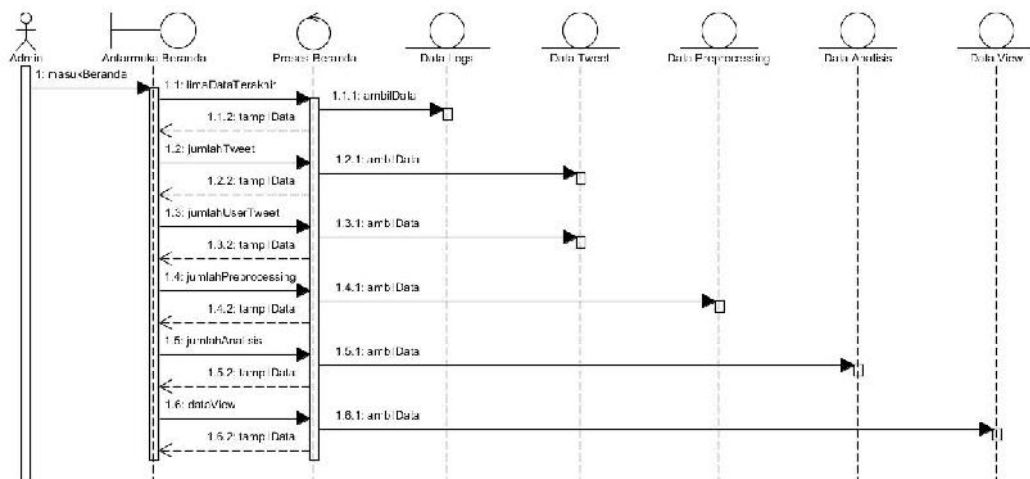 Admin
Antarmuka Beranda
Proses Beranda
Data Logs
Data Tweet
Data Preprocessing
Data Analisis
Data View
1: masukBeranda
1.1: limaDataTerakhir
1.1.1: ambilData
1.1.2: tampilData
1.2: jumlahTweet
1.2.1: ambilData
1.2.2: tampilData
1.3: jumlahUserTweet
1.3.1: ambilData
1.3.2: tampilData
1.4: jumlahPreprocessing
1.4.1: ambilData
1.4.2: tampilData
1.5: jumlahAnalisis
1.5.1: ambilData
1.5.2: tampilData
1.6: dataView
1.6.1: ambilData
1.6.2: tampilData